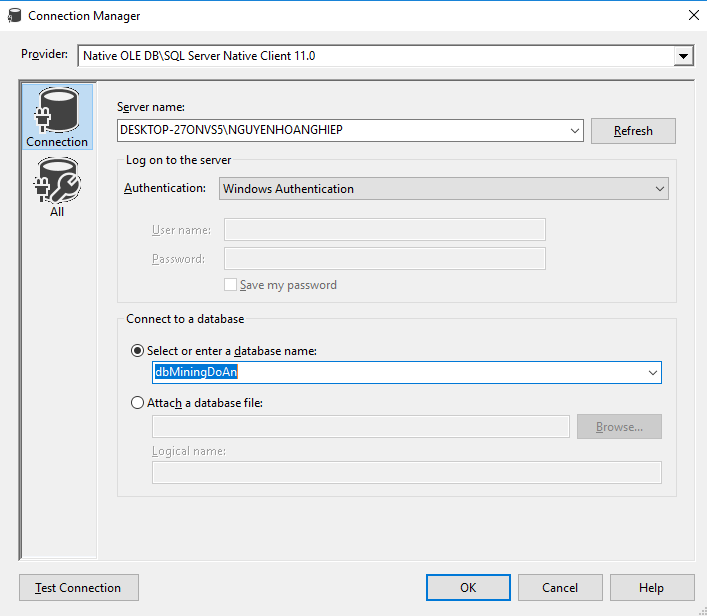 Connection Manager
Provider: Native OLE DB\SQL Server Native Client 11.0
Connection
All
Server name:
DESKTOP-27ONVS5\NGUYENHOANGHIEP Refresh
Log on to the server
Authentication: Windows Authentication
User name:
Password:
Save my password
Connect to a database
Select or enter a database name:
dbMiningDoAn
Attach a database file:
Browse...
Logical name:
Test Connection OK Cancel Help